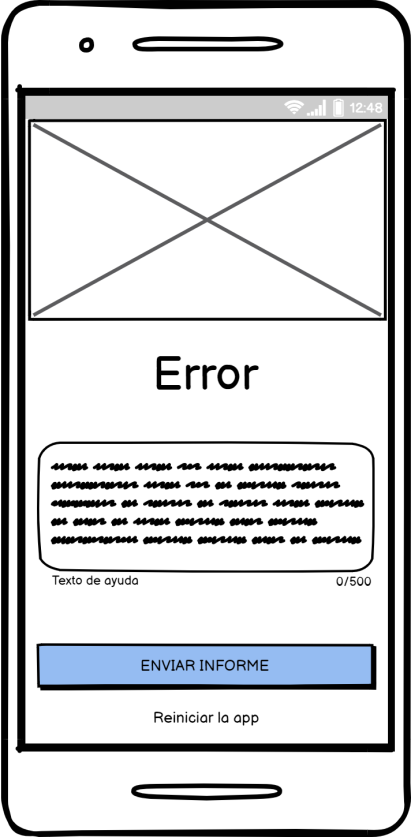 12:48
Error
Texto de ayuda
0/500
ENVIAR INFORME
Reiniciar la app